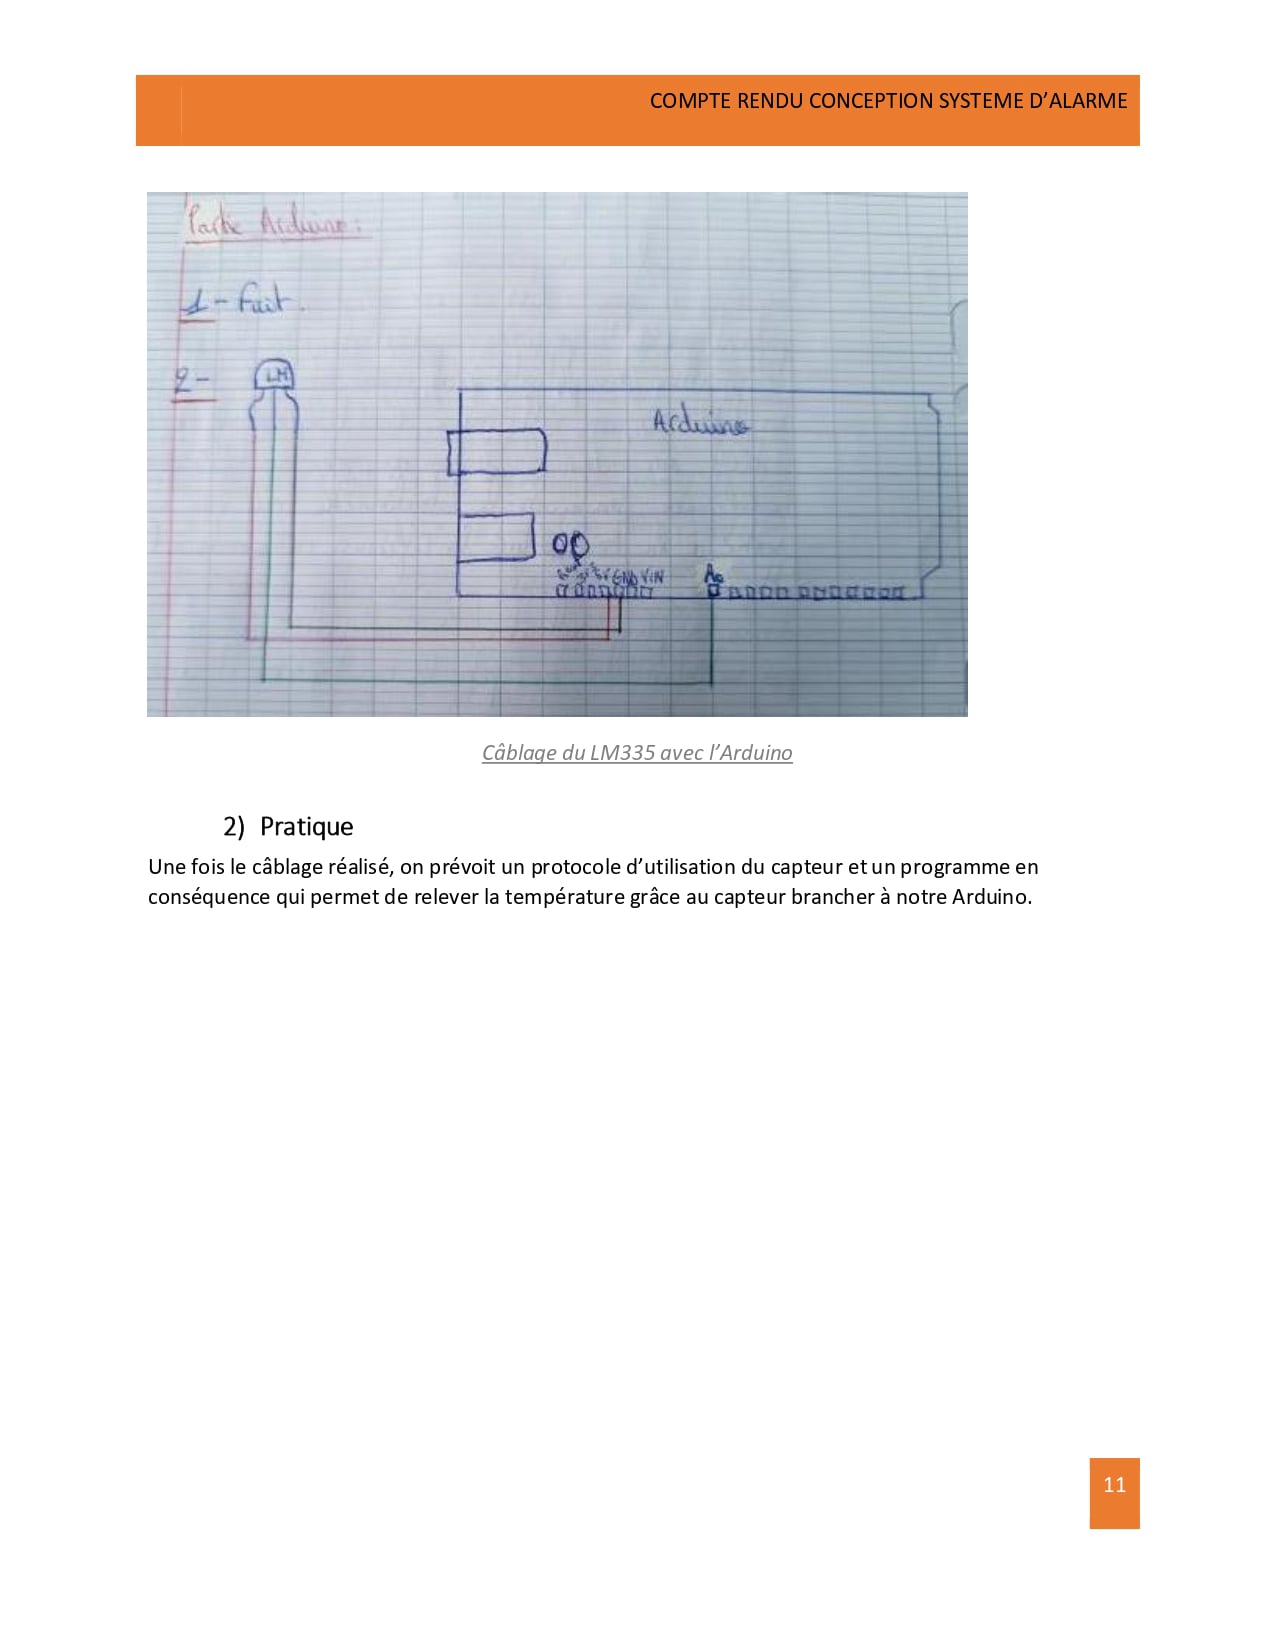 COMPTE RENDU CONCEPTION SYSTEME D’ALARME
Partie Arduino :
1- Fait.
2-
LM
Arduino
GND VIN
A0
Câblage du LM335 avec l’Arduino
2) Pratique
Une fois le câblage réalisé, on prévoit un protocole d’utilisation du capteur et un programme en
conséquence qui permet de relever la température grâce au capteur brancher à notre Arduino.
11